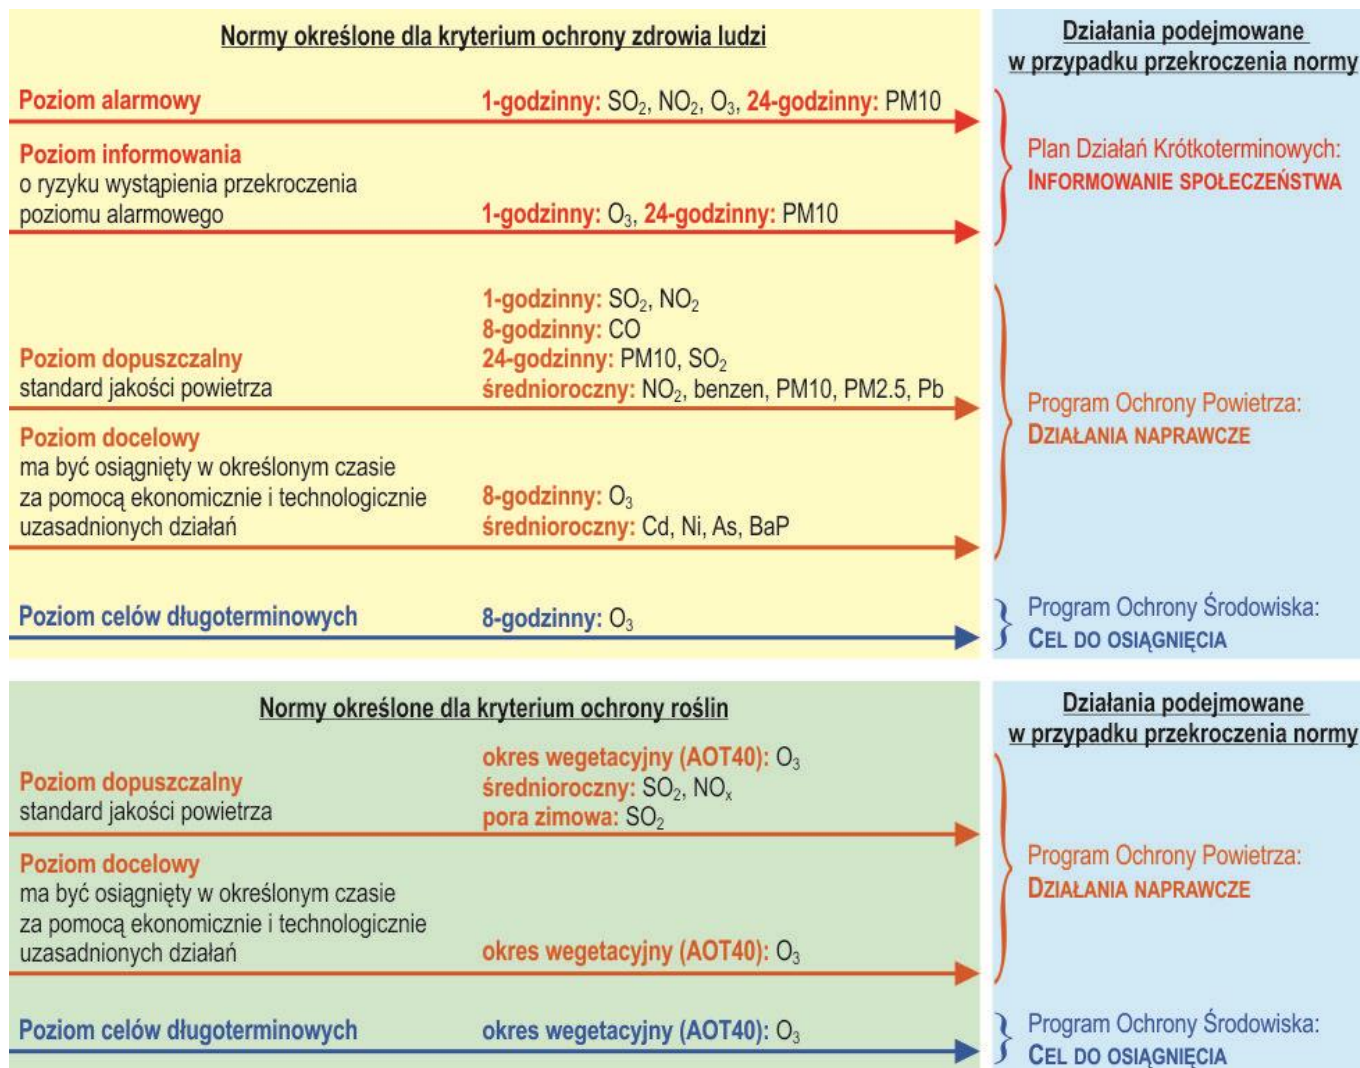 Normy określone dla kryterium ochrony zdrowia ludzi
Działania podejmowane
w przypadku przekroczenia normy
Poziom alarmowy
1-godzinny: SO₂, NO₂, O₃, 24-godzinny: PM10
Poziom informowania
o ryzyku wystąpienia przekroczenia
poziomu alarmowego
1-godzinny: O₃, 24-godzinny: PM10
Plan Działań Krótkoterminowych:
INFORMOWANIE SPOŁECZEŃSTWA
Poziom dopuszczalny
standard jakości powietrza
1-godzinny: SO₂, NO₂
8-godzinny: CO
24-godzinny: PM10, SO₂
średnioroczny: NO₂, benzen, PM10, PM2.5, Pb
Poziom docelowy
ma być osiągnięty w określonym czasie
za pomocą ekonomicznie i technologicznie
uzasadnionych działań
8-godzinny: O₃
średnioroczny: Cd, Ni, As, BaP
Program Ochrony Powietrza:
DZIAŁANIA NAPRAWCZE
Poziom celów długoterminowych
8-godzinny: O₃
Program Ochrony Środowiska:
CEL DO OSIĄGNIĘCIA
Normy określone dla kryterium ochrony roślin
Działania podejmowane
w przypadku przekroczenia normy
Poziom dopuszczalny
standard jakości powietrza
okres wegetacyjny (AOT40): O₃
średnioroczny: SO₂, NOₓ
pora zimowa: SO₂
Poziom docelowy
ma być osiągnięty w określonym czasie
za pomocą ekonomicznie i technologicznie
uzasadnionych działań
okres wegetacyjny (AOT40): O₃
Program Ochrony Powietrza:
DZIAŁANIA NAPRAWCZE
Poziom celów długoterminowych
okres wegetacyjny (AOT40): O₃
Program Ochrony Środowiska:
CEL DO OSIĄGNIĘCIA